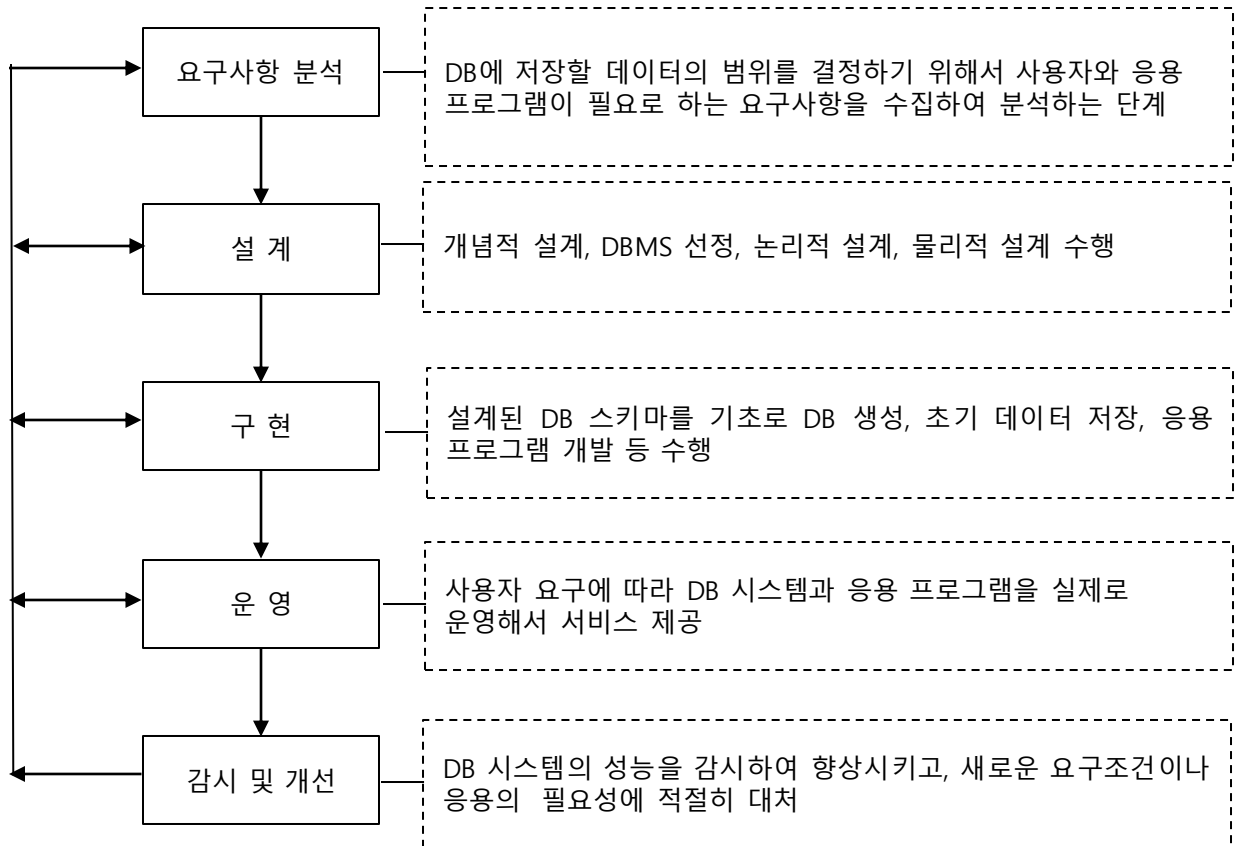 요구사항 분석
DB에 저장할 데이터의 범위를 결정하기 위해서 사용자와 응용
프로그램이 필요로 하는 요구사항을 수집하여 분석하는 단계
설 계
개념적 설계, DBMS 선정, 논리적 설계, 물리적 설계 수행
구 현
설계된 DB 스키마를 기초로 DB 생성, 초기 데이터 저장, 응용
프로그램 개발 등 수행
운 영
사용자 요구에 따라 DB 시스템과 응용 프로그램을 실제로
운영해서 서비스 제공
감시 및 개선
DB 시스템의 성능을 감시하여 향상시키고, 새로운 요구조건이나
응용의 필요성에 적절히 대처